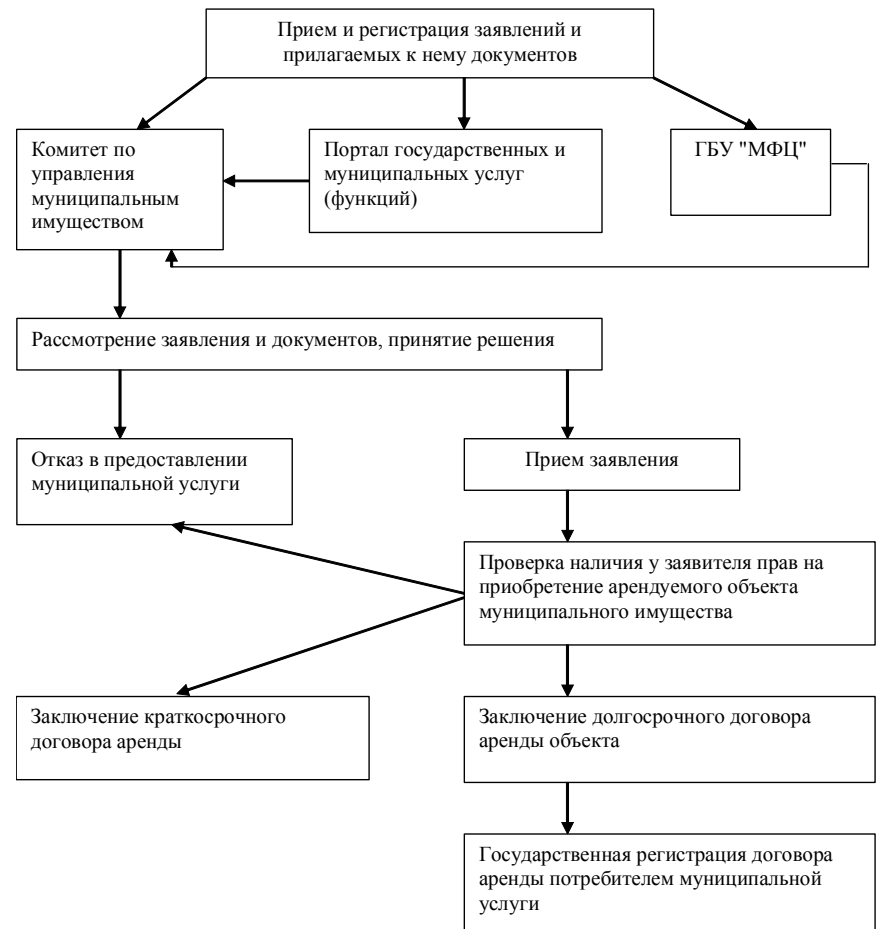 Прием и регистрация заявлений и
прилагаемых к нему документов
Комитет по
управления
муниципальным
имуществом
Портал государственных и
муниципальных услуг
(функций)
ГБУ "МФЦ"
Рассмотрение заявления и документов, принятие решения
Отказ в предоставлении
муниципальной услуги
Прием заявления
Проверка наличия у заявителя прав на
приобретение арендуемого объекта
муниципального имущества
Заключение краткосрочного
договора аренды
Заключение долгосрочного договора
аренды объекта
Государственная регистрация договора
аренды потребителем муниципальной
услуги